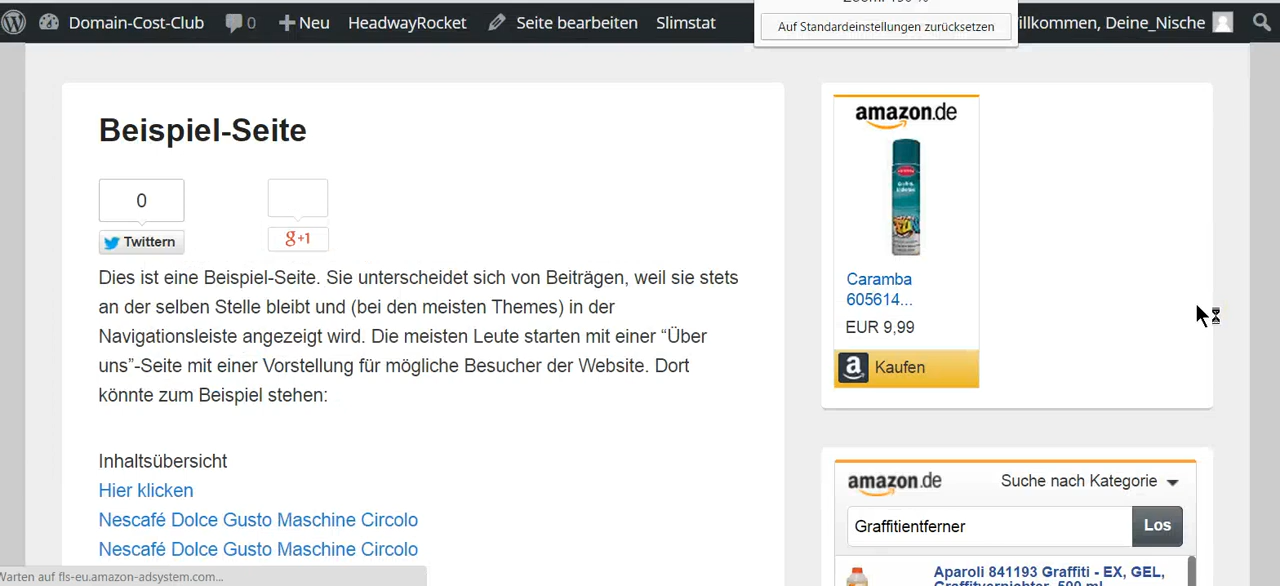 Domain-Cost-Club 0 Neu HeadwayRocket Seite bearbeiten Slimstat
Auf Standardeinstellungen zurücksetzen
illkommen, Deine_Nische
Beispiel-Seite
0
Twittern
g+1
Dies ist eine Beispiel-Seite. Sie unterscheidet sich von Beiträgen, weil sie stets
an der selben Stelle bleibt und (bei den meisten Themes) in der
Navigationsleiste angezeigt wird. Die meisten Leute starten mit einer “Über
uns”-Seite mit einer Vorstellung für mögliche Besucher der Website. Dort
könnte zum Beispiel stehen:
Inhaltsübersicht
Hier klicken
Nescafé Dolce Gusto Maschine Circolo
Nescafé Dolce Gusto Maschine Circolo
Warten auf fls-eu.amazon-adsystem.com...
amazon.de
Caramba
605614...
EUR 9,99
Kaufen
amazon.de Suche nach Kategorie
Graffitientferner Los
Aparoli 841193 Graffiti - EX, GEL,
Graffitivernichter, 500 ml